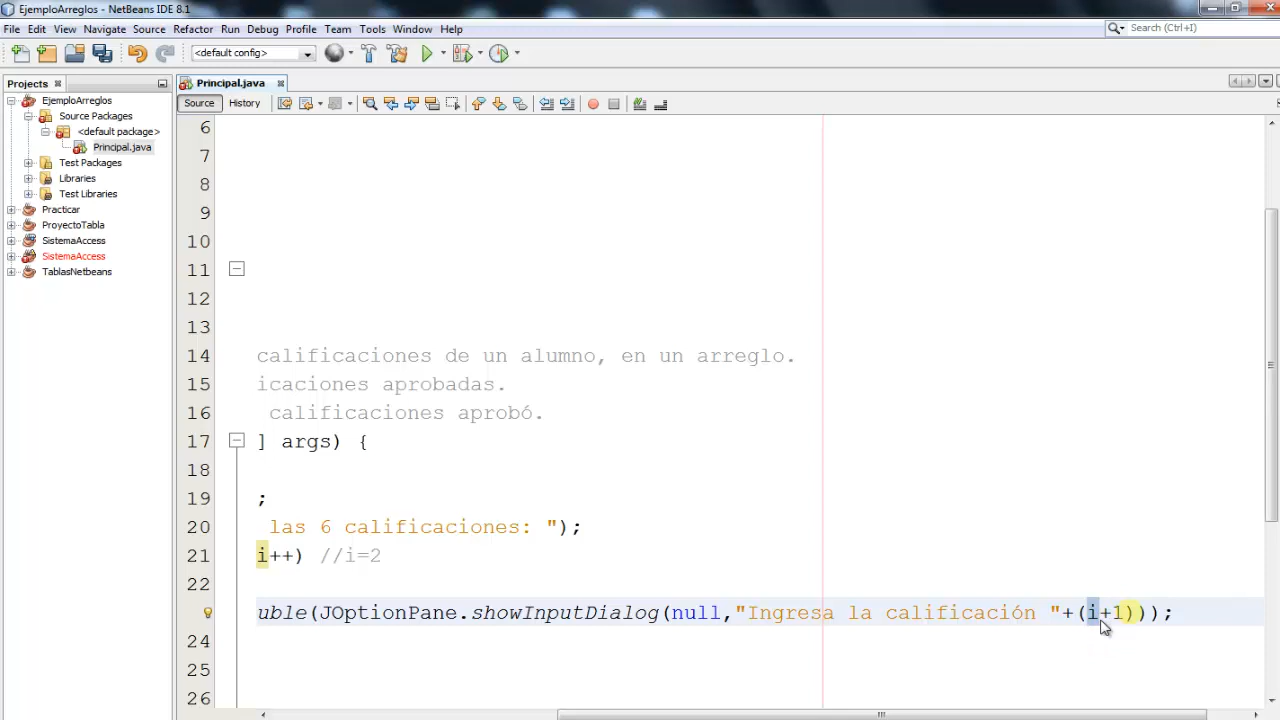 EjemploArreglos - NetBeans IDE 8.1
File Edit View Navigate Source Refactor Run Debug Profile Team Tools Window Help
Search (Ctrl+I)
<default config>
Projects
Principal.java
EjemploArreglos
Source Packages
<default package>
Principal.java
Test Packages
Libraries
Test Libraries
Practicar
ProyectoTabla
SistemaAccess
SistemaAccess
TablasNetbeans
Source History
6
7
8
9
10
11
12
13
14 calificaciones de un alumno, en un arreglo.
15 icaciones aprobadas.
16 calificaciones aprobó.
17 ] args) {
18
19 ;
20 las 6 calificaciones: ");
21 i++) //i=2
22
uble(JOptionPane.showInputDialog(null,"Ingresa la calificación "+(i+1)));
24
25
26